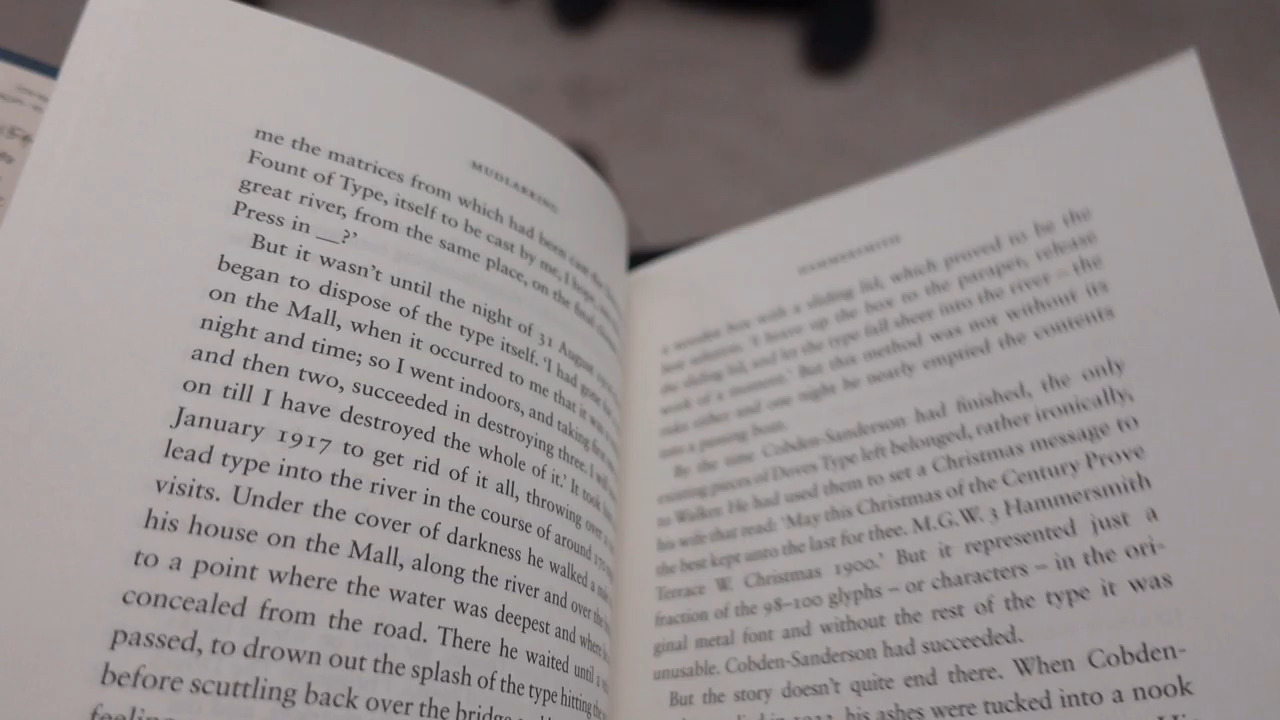 MUDLARKING
me the matrices from which had been cast the
Fount of Type, itself to be cast by me, I hope,
great river, from the same place, on the final
Press in __?'
But it wasn't until the night of 31 August
began to dispose of the type itself. 'I had gone
on the Mall, when it occurred to me that it was a
night and time; so I went indoors, and taking first
and then two, succeeded in destroying three. I will
on till I have destroyed the whole of it.' It took
January 1917 to get rid of it all, throwing over
lead type into the river in the course of around 170
visits. Under the cover of darkness he walked a
his house on the Mall, along the river and over the
to a point where the water was deepest and where
concealed from the road. There he waited until a
passed, to drown out the splash of the type hitting the
before scuttling back over the bridge
feeling
HAMMERSMITH
a wooden box with a sliding lid, which proved to be the
best solution. 'I heave up the box to the parapet, release
the sliding lid, and let the type fall sheer into the river – the
work of a moment.' But this method was not without its
risks either and one night he nearly emptied the contents
onto a passing boat.
By the time Cobden-Sanderson had finished, the only
existing pieces of Doves Type left belonged, rather ironically,
to Walker. He had used them to set a Christmas message to
his wife that read: 'May this Christmas of the Century Prove
the best kept unto the last for thee. M.G.W. 3 Hammersmith
Terrace W. Christmas 1900.' But it represented just a
fraction of the 98–100 glyphs – or characters – in the ori-
ginal metal font and without the rest of the type it was
unusable. Cobden-Sanderson had succeeded.
But the story doesn't quite end there. When Cobden-
died in 1922, his ashes were tucked into a nook